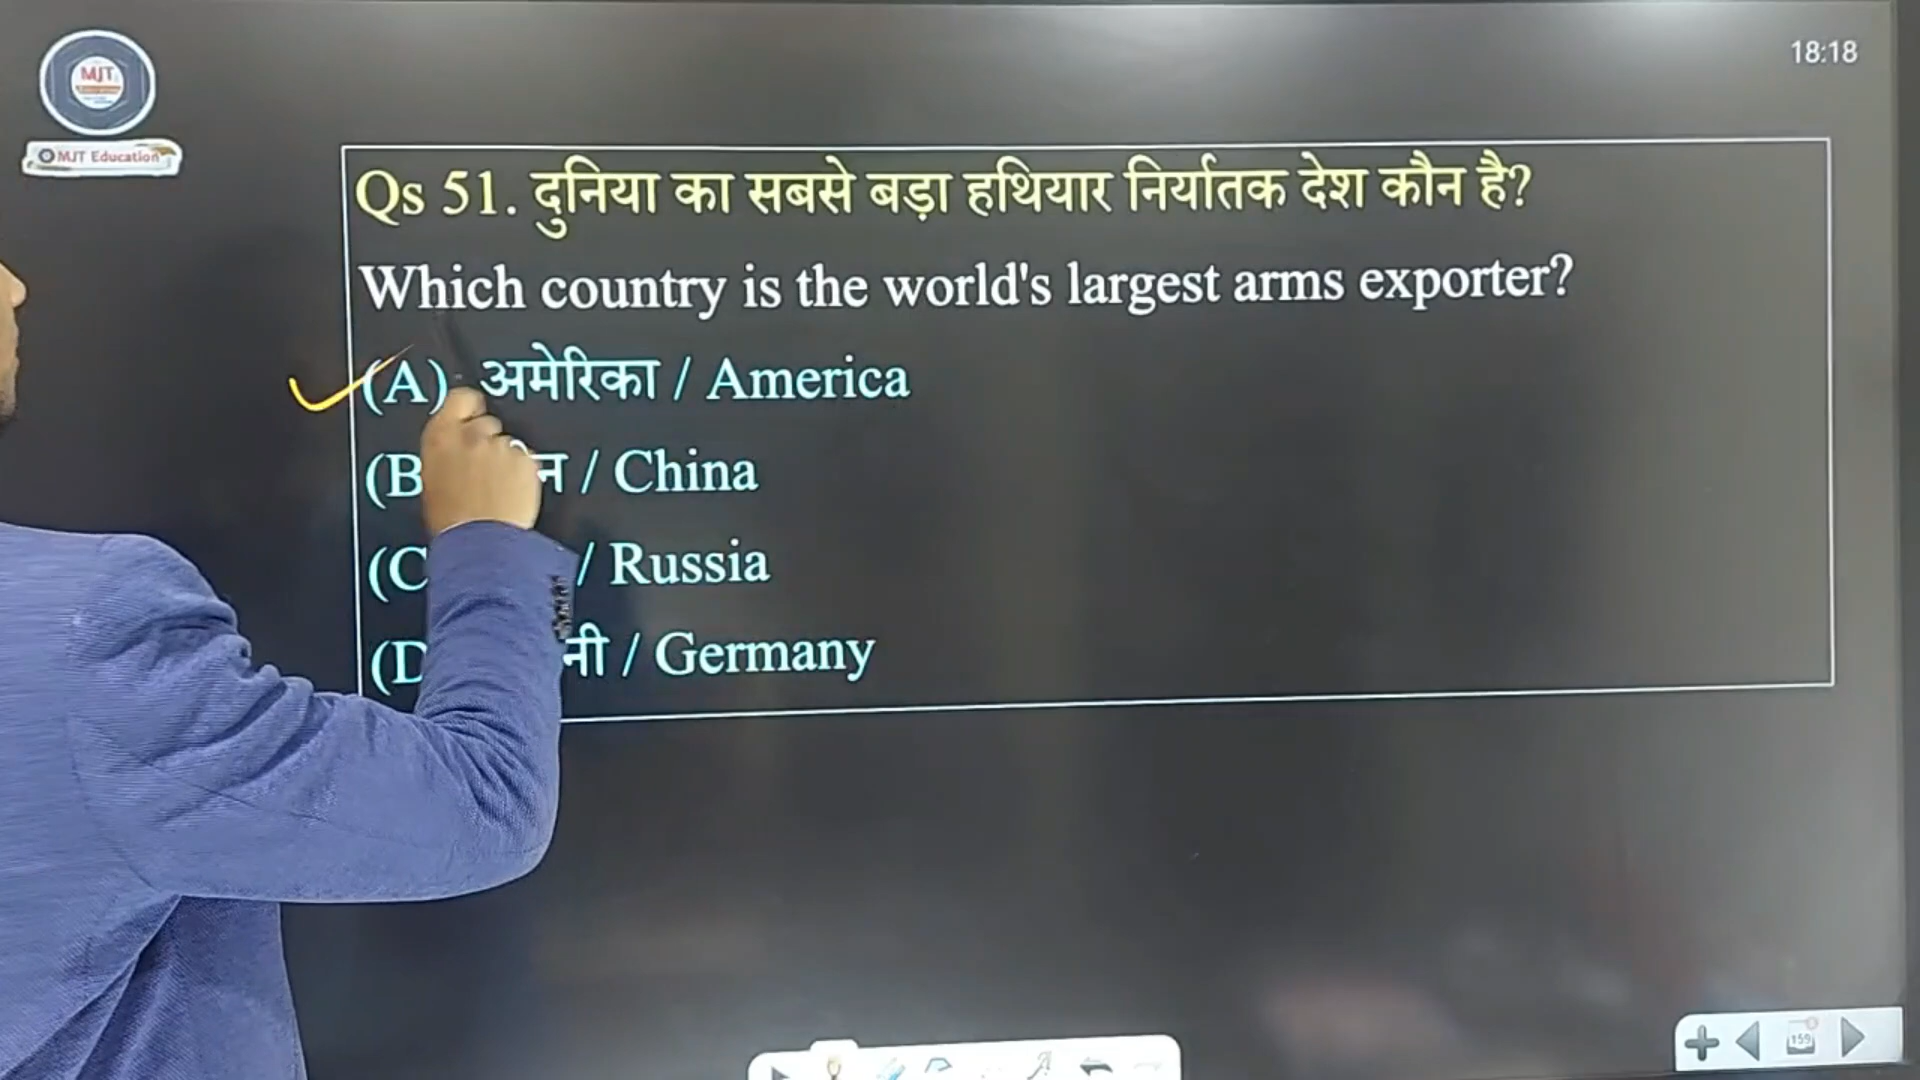 18:18
MJT
MJT Education
Qs 51. दुनिया का सबसे बड़ा हथियार निर्यातक देश कौन है?
Which country is the world's largest arms exporter?
(A) अमेरिका / America
(B / China
(C / Russia
(D / Germany
159